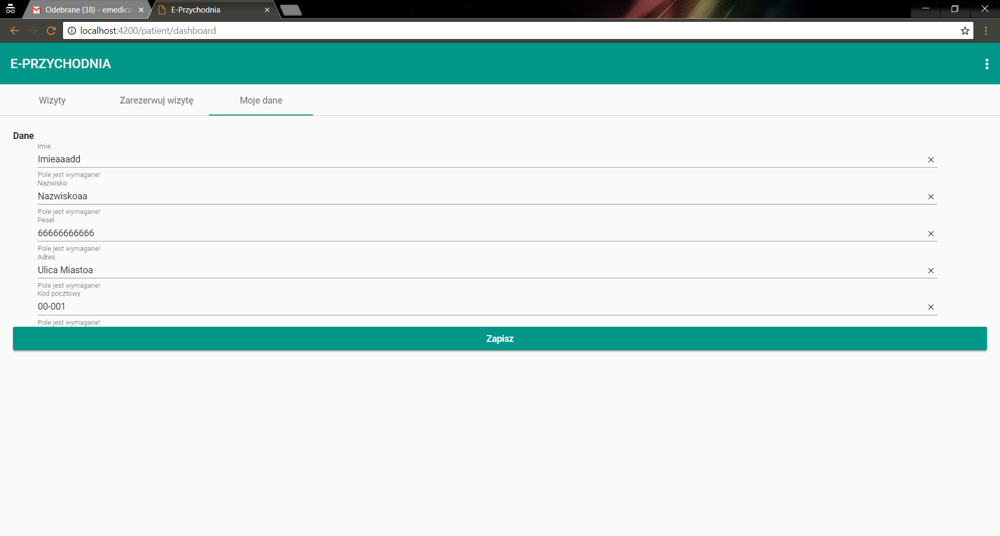 Odebrane (38) - emedica
E-Przychodnia
localhost:4200/patient/dashboard
E-PRZYCHODNIA
Wizyty Zarezerwuj wizytę Moje dane
Dane
Imie
Imieaaadd
Pole jest wymagane!
Nazwisko
Nazwiskoaa
Pole jest wymagane!
Pesel
66666666666
Pole jest wymagane!
Adres
Ulica Miastoa
Pole jest wymagane!
Kod pocztowy
00-001
Pole jest wymagane!
Zapisz